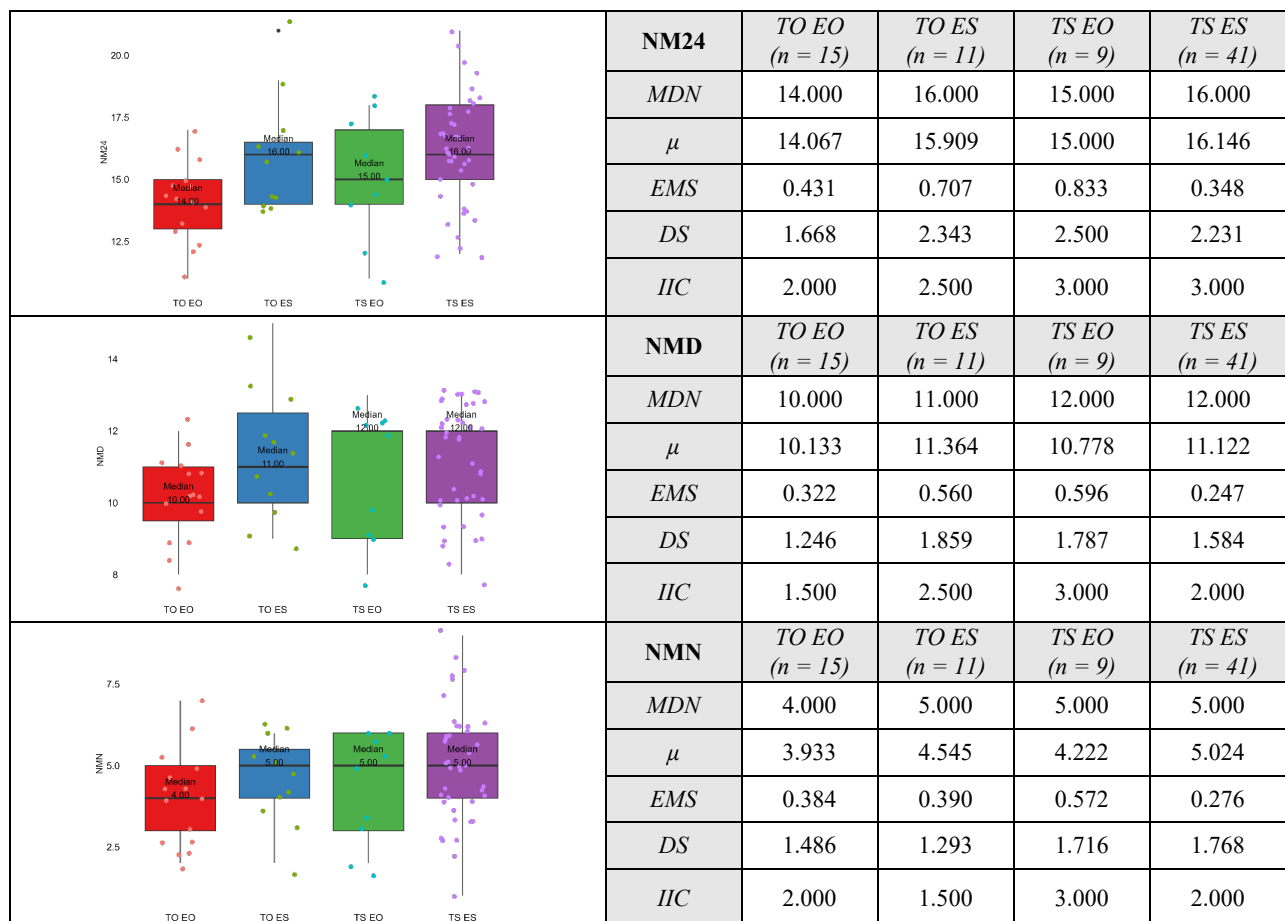 20.0
17.5
15.0
12.5
NM24
Median
14.00
Median
16.00
Median
15.00
Median
16.00
TO EO TO ES TS EO TS ES
NM24 TO EO (n = 15) TO ES (n = 11) TS EO (n = 9) TS ES (n = 41)
MDN 14.000 16.000 15.000 16.000
μ 14.067 15.909 15.000 16.146
EMS 0.431 0.707 0.833 0.348
DS 1.668 2.343 2.500 2.231
IIC 2.000 2.500 3.000 3.000
14
12
10
8
NMD
Median
10.00
Median
11.00
Median
12.00
Median
12.00
TO EO TO ES TS EO TS ES
NMD TO EO (n = 15) TO ES (n = 11) TS EO (n = 9) TS ES (n = 41)
MDN 10.000 11.000 12.000 12.000
μ 10.133 11.364 10.778 11.122
EMS 0.322 0.560 0.596 0.247
DS 1.246 1.859 1.787 1.584
IIC 1.500 2.500 3.000 2.000
7.5
5.0
2.5
NMN
Median
4.00
Median
5.00
Median
5.00
Median
5.00
TO EO TO ES TS EO TS ES
NMN TO EO (n = 15) TO ES (n = 11) TS EO (n = 9) TS ES (n = 41)
MDN 4.000 5.000 5.000 5.000
μ 3.933 4.545 4.222 5.024
EMS 0.384 0.390 0.572 0.276
DS 1.486 1.293 1.716 1.768
IIC 2.000 1.500 3.000 2.000